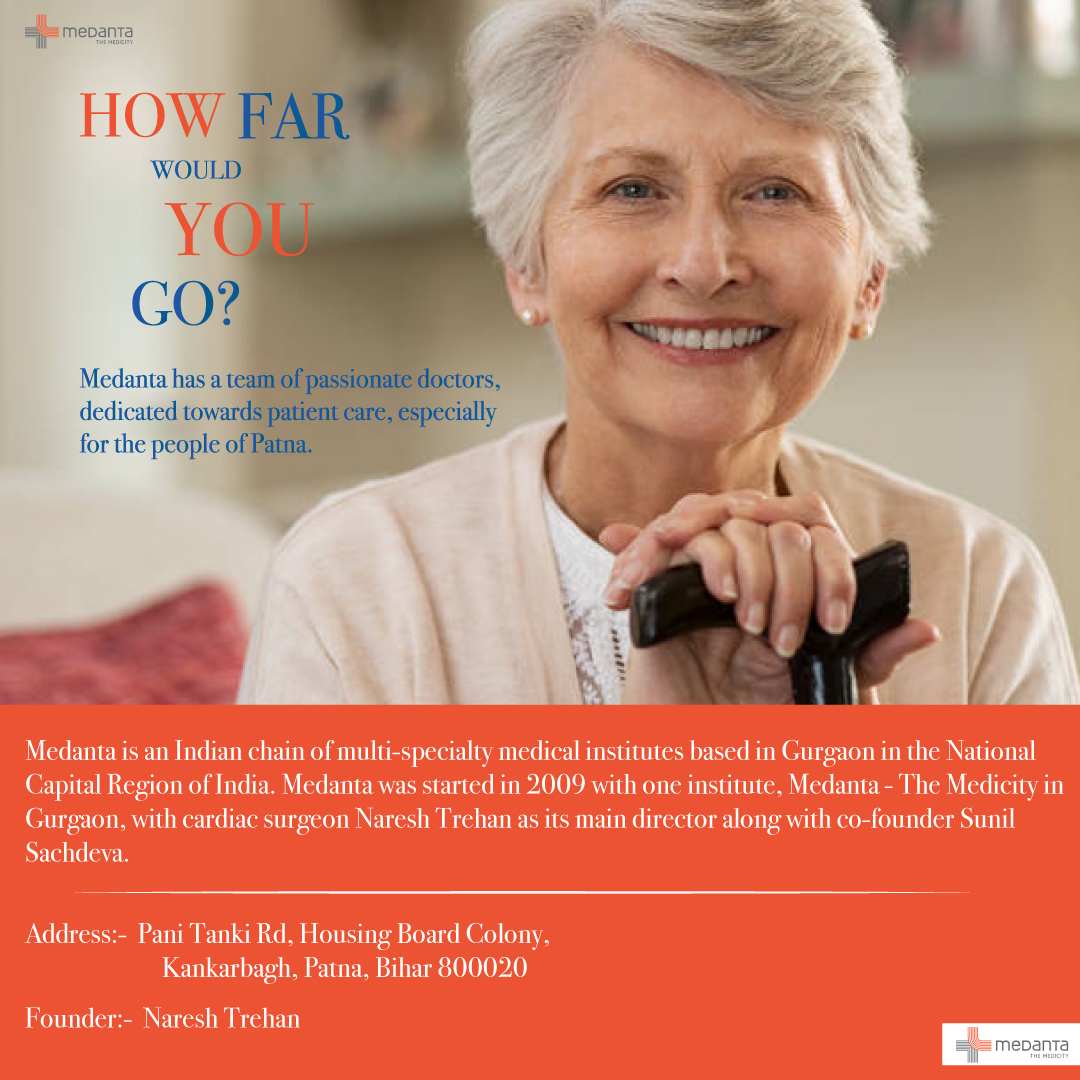 medanta
THE MEDICITY
HOW FAR
WOULD
YOU
GO?
Medanta has a team of passionate doctors,
dedicated towards patient care, especially
for the people of Patna.
Medanta is an Indian chain of multi-specialty medical institutes based in Gurgaon in the National
Capital Region of India. Medanta was started in 2009 with one institute, Medanta - The Medicity in
Gurgaon, with cardiac surgeon Naresh Trehan as its main director along with co-founder Sunil
Sachdeva.
Address:- Pani Tanki Rd, Housing Board Colony,
Kankarbagh, Patna, Bihar 800020
Founder:- Naresh Trehan
medanta
THE MEDICITY